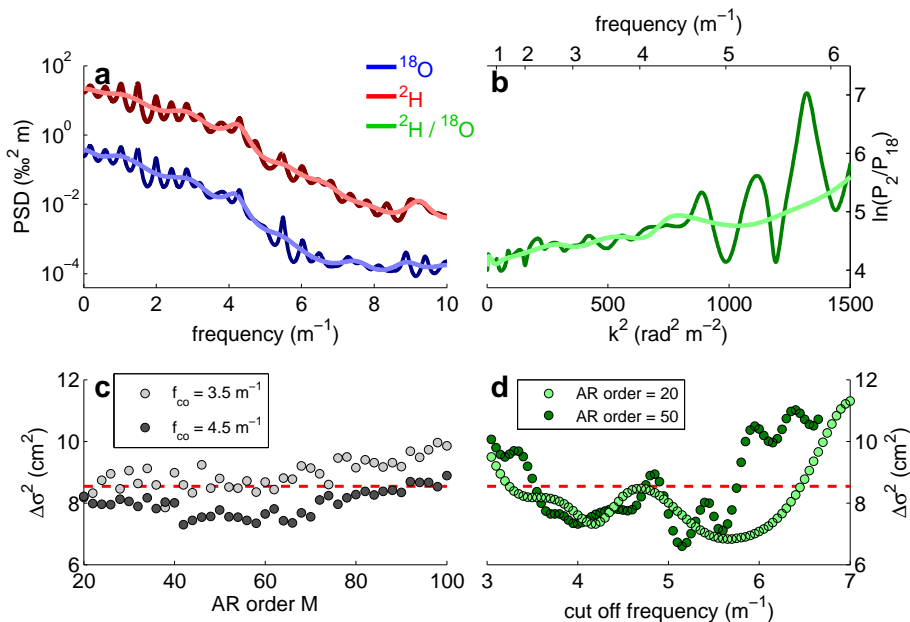 a
10²
10⁰
10⁻²
10⁻⁴
PSD (‰² m)
0 2 4 6 8 10
frequency (m⁻¹)
¹⁸O
²H
²H / ¹⁸O
frequency (m⁻¹)
1 2 3 4 5 6
b
7
6
5
4
ln(P₂/P₁₈)
0 500 1000 1500
k² (rad² m⁻²)
c
f_co = 3.5 m⁻¹
f_co = 4.5 m⁻¹
12
10
8
6
Δσ² (cm²)
20 40 60 80 100
AR order M
d
AR order = 20
AR order = 50
12
10
8
6
Δσ² (cm²)
3 4 5 6 7
cut off frequency (m⁻¹)